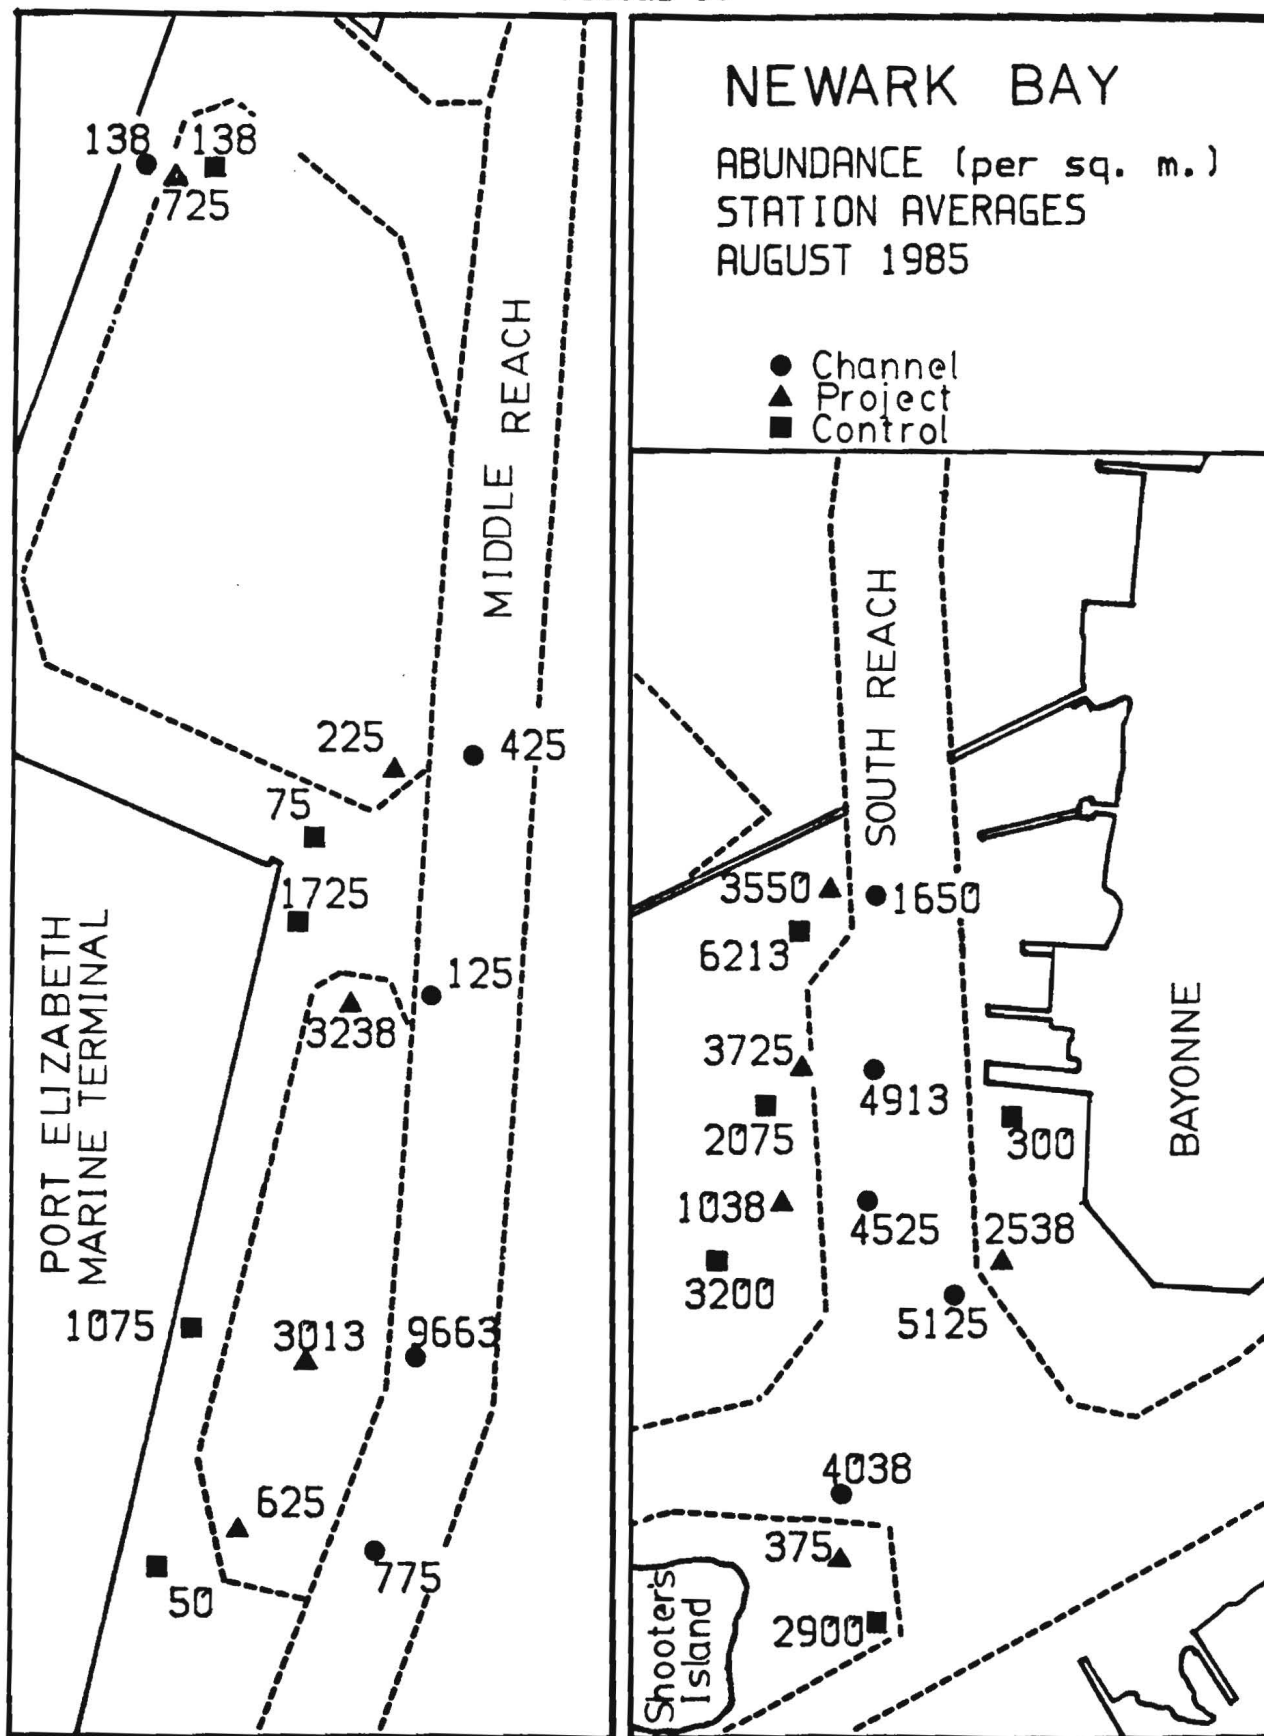 NEWARK BAY
ABUNDANCE (per sq. m.)
STATION AVERAGES
AUGUST 1985
Channel
Project
Control
138
138
725
MIDDLE REACH
225
425
75
1725
125
3238
PORT ELIZABETH
MARINE TERMINAL
1075
3013
9663
625
775
50
SOUTH REACH
3550
1650
6213
3725
4913
2075
300
BAYONNE
1038
4525
2538
3200
5125
4038
375
2900
Shooter's
Island